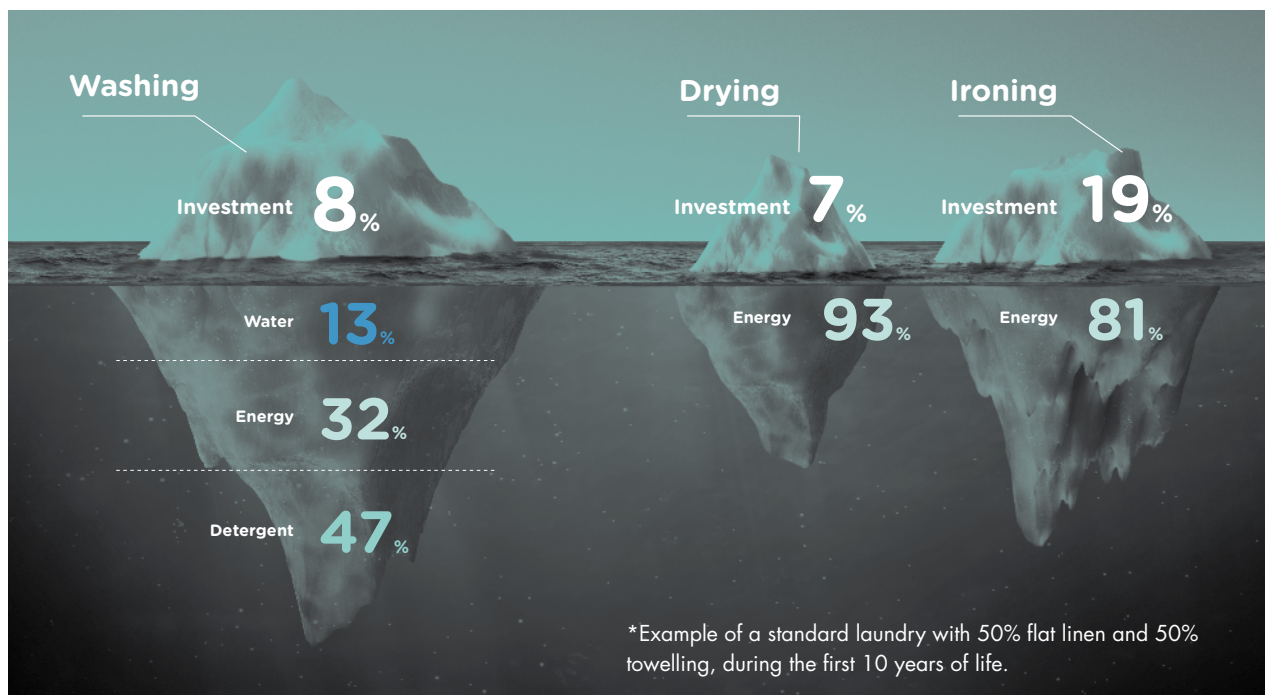 Washing
Investment 8%
Water 13%
Energy 32%
Detergent 47%
Drying
Investment 7%
Energy 93%
Ironing
Investment 19%
Energy 81%
*Example of a standard laundry with 50% flat linen and 50%
towelling, during the first 10 years of life.